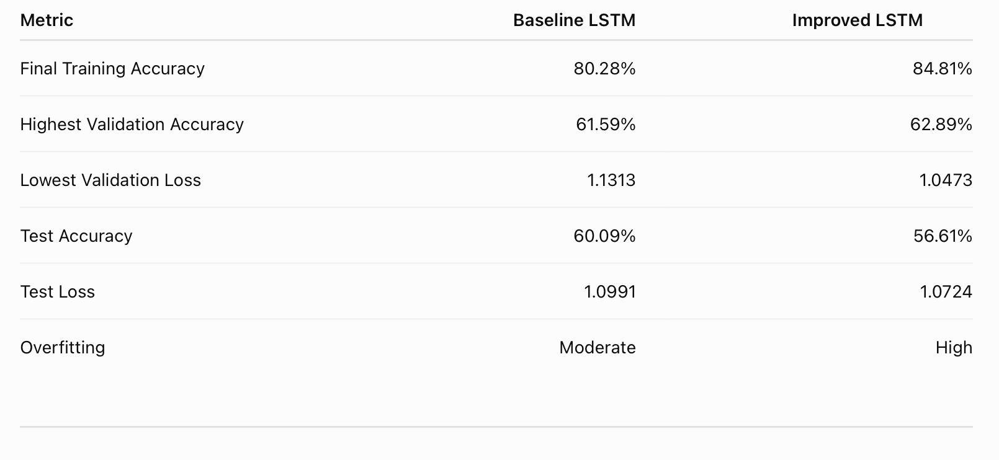 Metric Baseline LSTM Improved LSTM
Final Training Accuracy 80.28% 84.81%
Highest Validation Accuracy 61.59% 62.89%
Lowest Validation Loss 1.1313 1.0473
Test Accuracy 60.09% 56.61%
Test Loss 1.0991 1.0724
Overfitting Moderate High